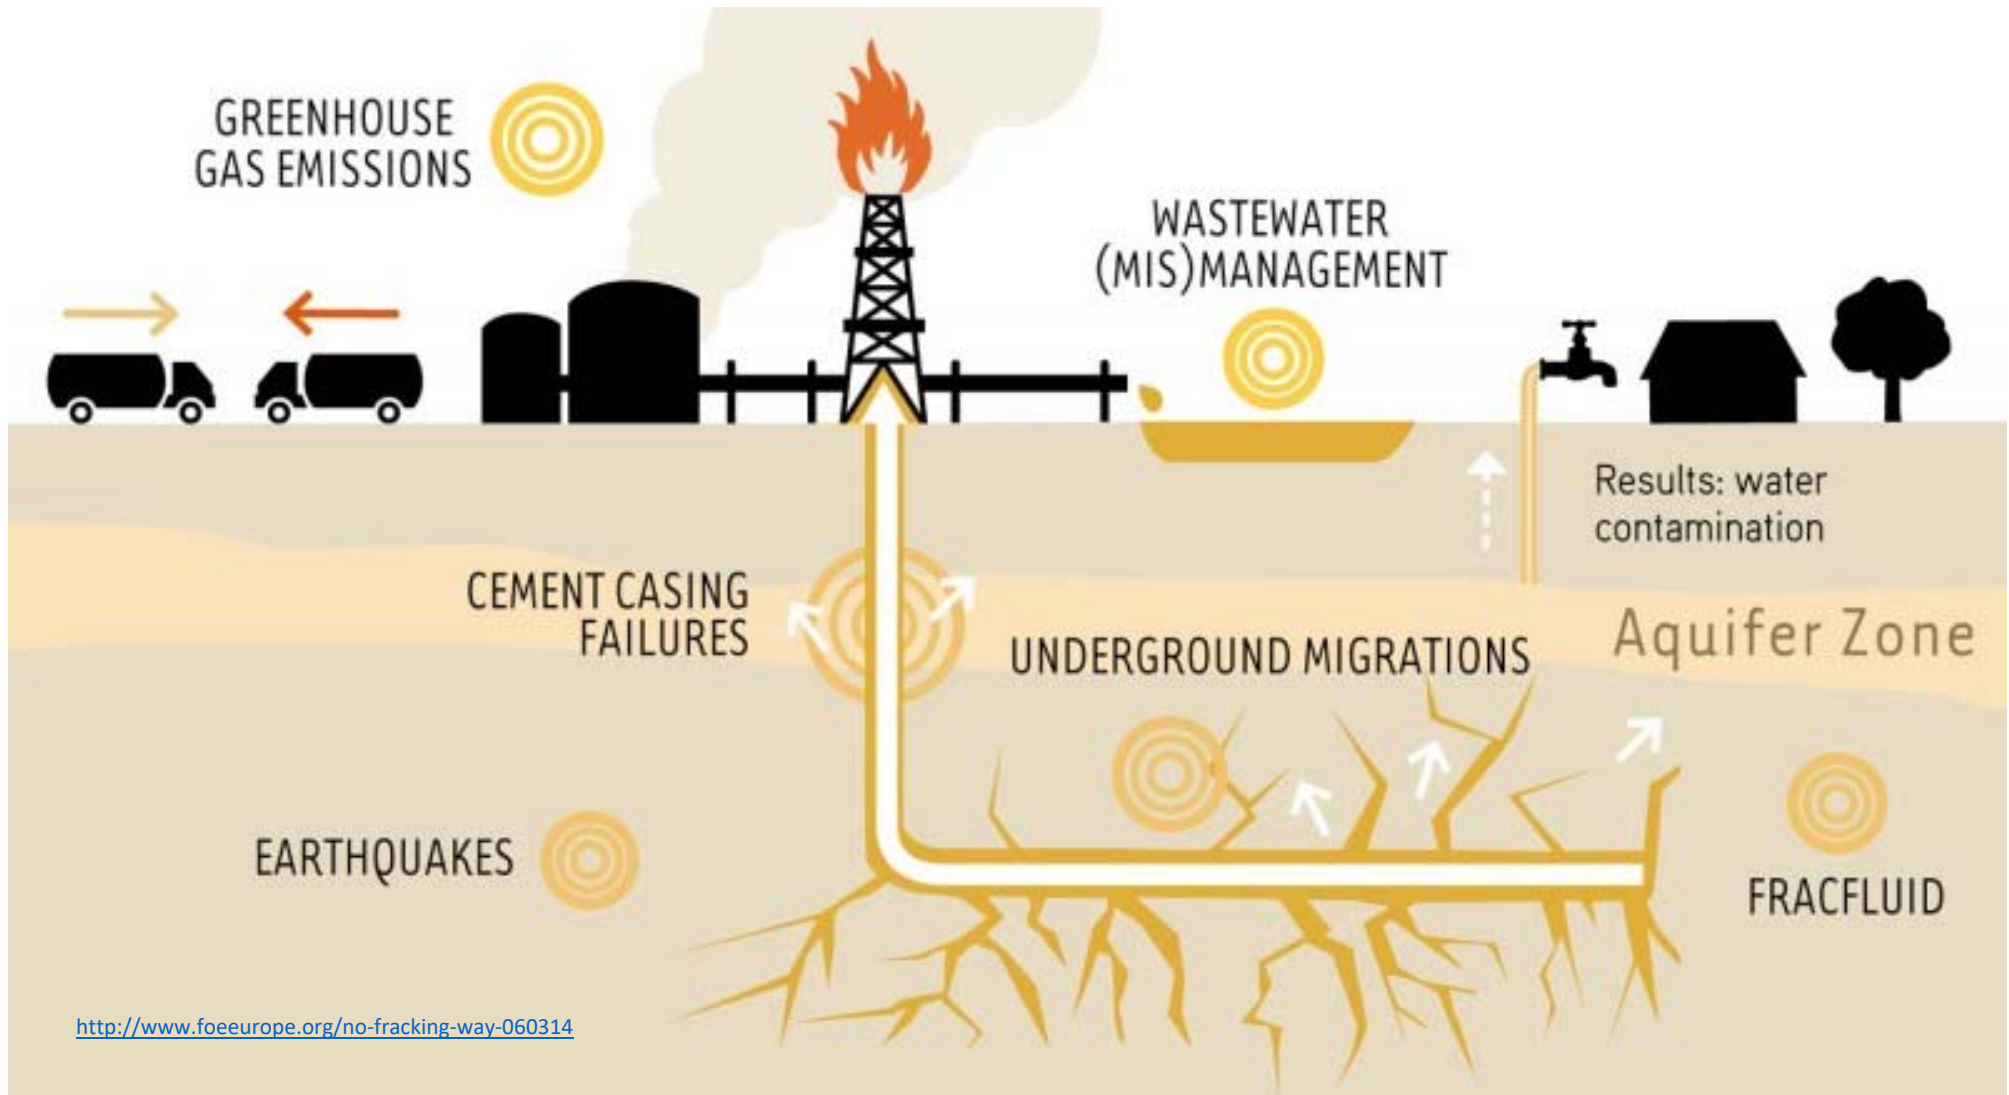 GREENHOUSE
GAS EMISSIONS
WASTEWATER
(MIS)MANAGEMENT
Results: water
contamination
CEMENT CASING
FAILURES
UNDERGROUND MIGRATIONS
Aquifer Zone
EARTHQUAKES
FRACFLUID
http://www.foeeurope.org/no-fracking-way-060314